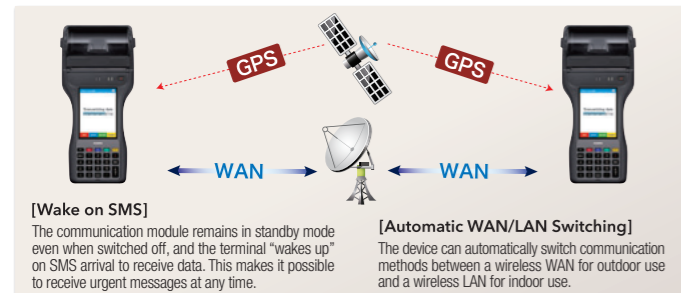 GPS
GPS
WAN
WAN
[Wake on SMS]
The communication module remains in standby mode
even when switched off, and the terminal “wakes up”
on SMS arrival to receive data. This makes it possible
to receive urgent messages at any time.
[Automatic WAN/LAN Switching]
The device can automatically switch communication
methods between a wireless WAN for outdoor use
and a wireless LAN for indoor use.